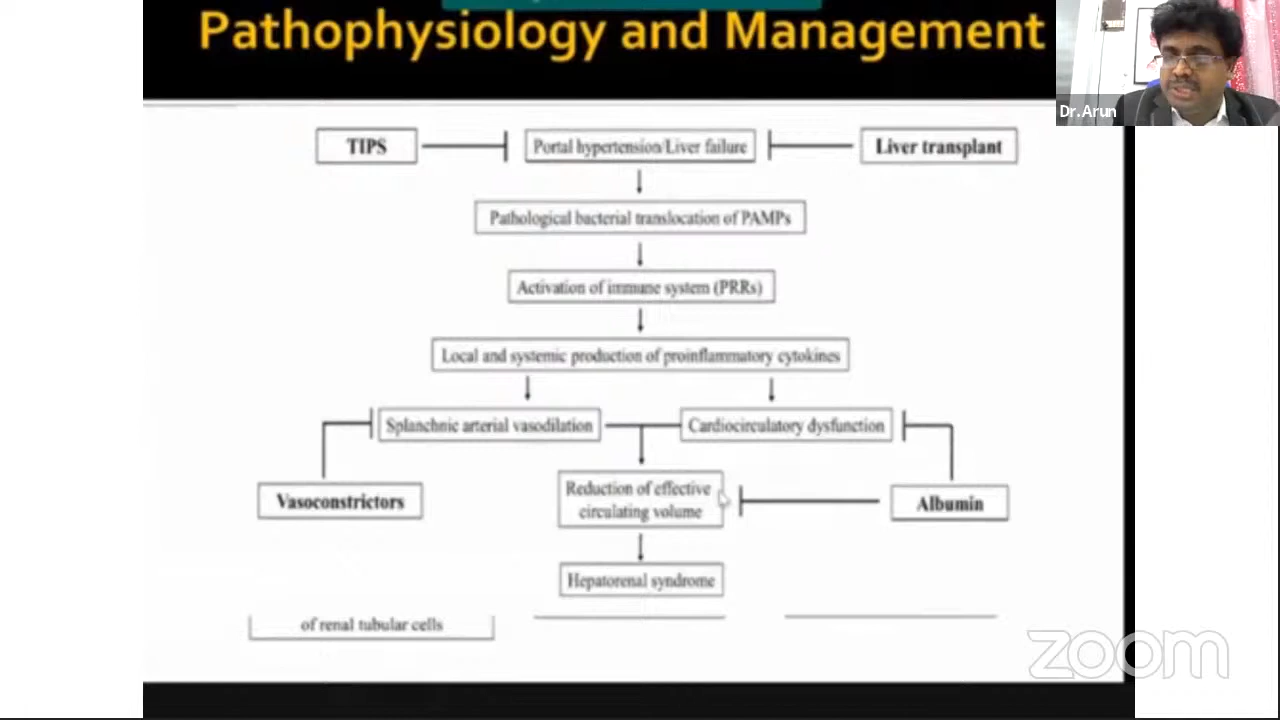 Pathophysiology and Management
Dr.Arun
TIPS
Portal hypertension/Liver failure
Liver transplant
Pathological bacterial translocation of PAMPs
Activation of immune system (PRRs)
Local and systemic production of proinflammatory cytokines
Splanchnic arterial vasodilation
Cardiocirculatory dysfunction
Vasoconstrictors
Reduction of effective
circulating volume
Albumin
Hepatorenal syndrome
of renal tubular cells
zoom